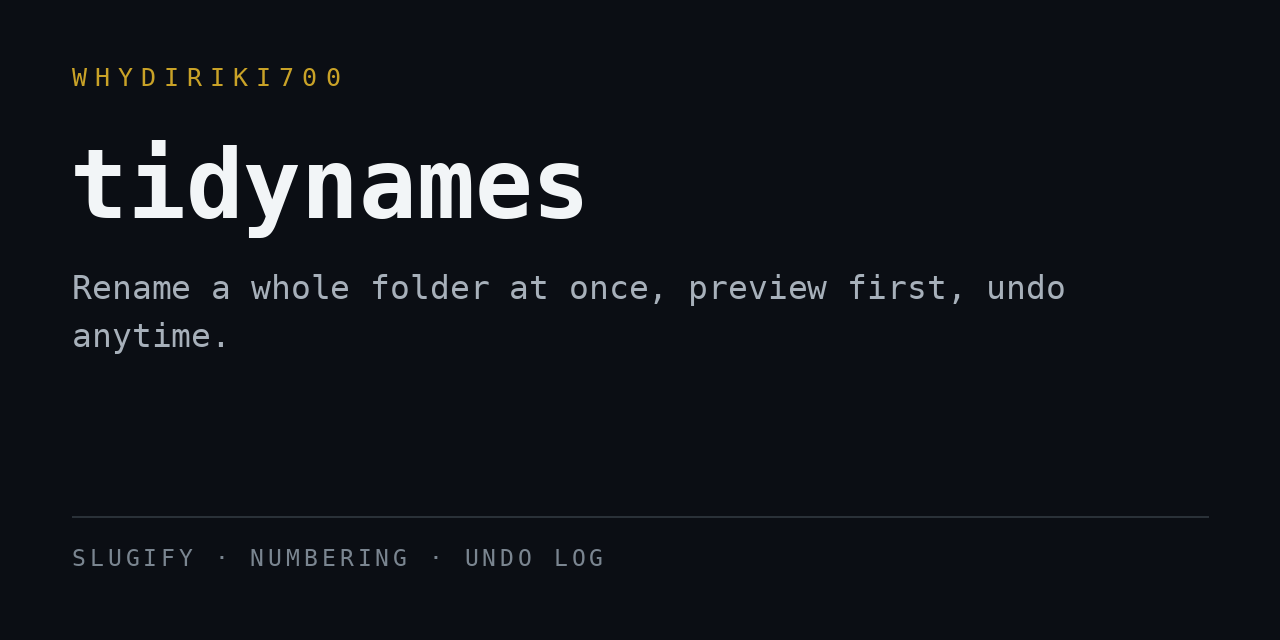 WHYDIRIKI700
tidynames
Rename a whole folder at once, preview first, undo
anytime.
SLUGIFY · NUMBERING · UNDO LOG